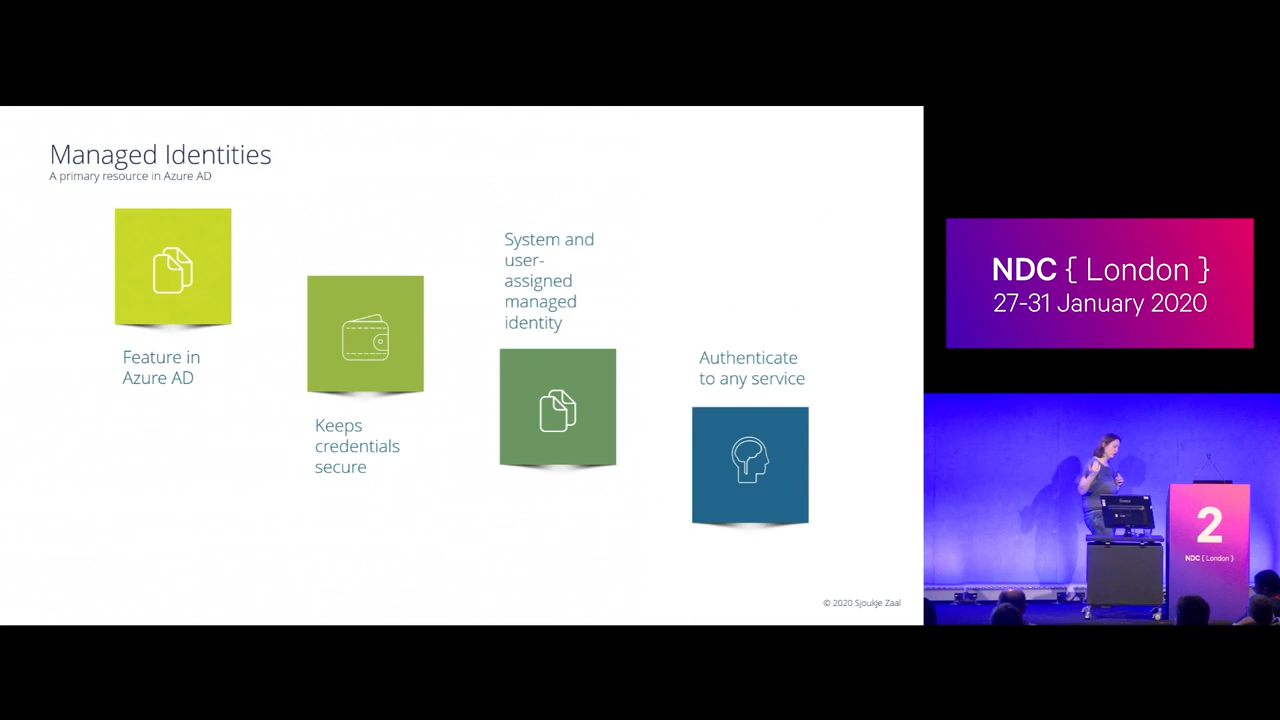 Managed Identities
A primary resource in Azure AD
Feature in
Azure AD
Keeps
credentials
secure
System and
user-
assigned
managed
identity
Authenticate
to any service
© 2020 Sjoukje Zaal
NDC { London }
27-31 January 2020
2
NDC { London }